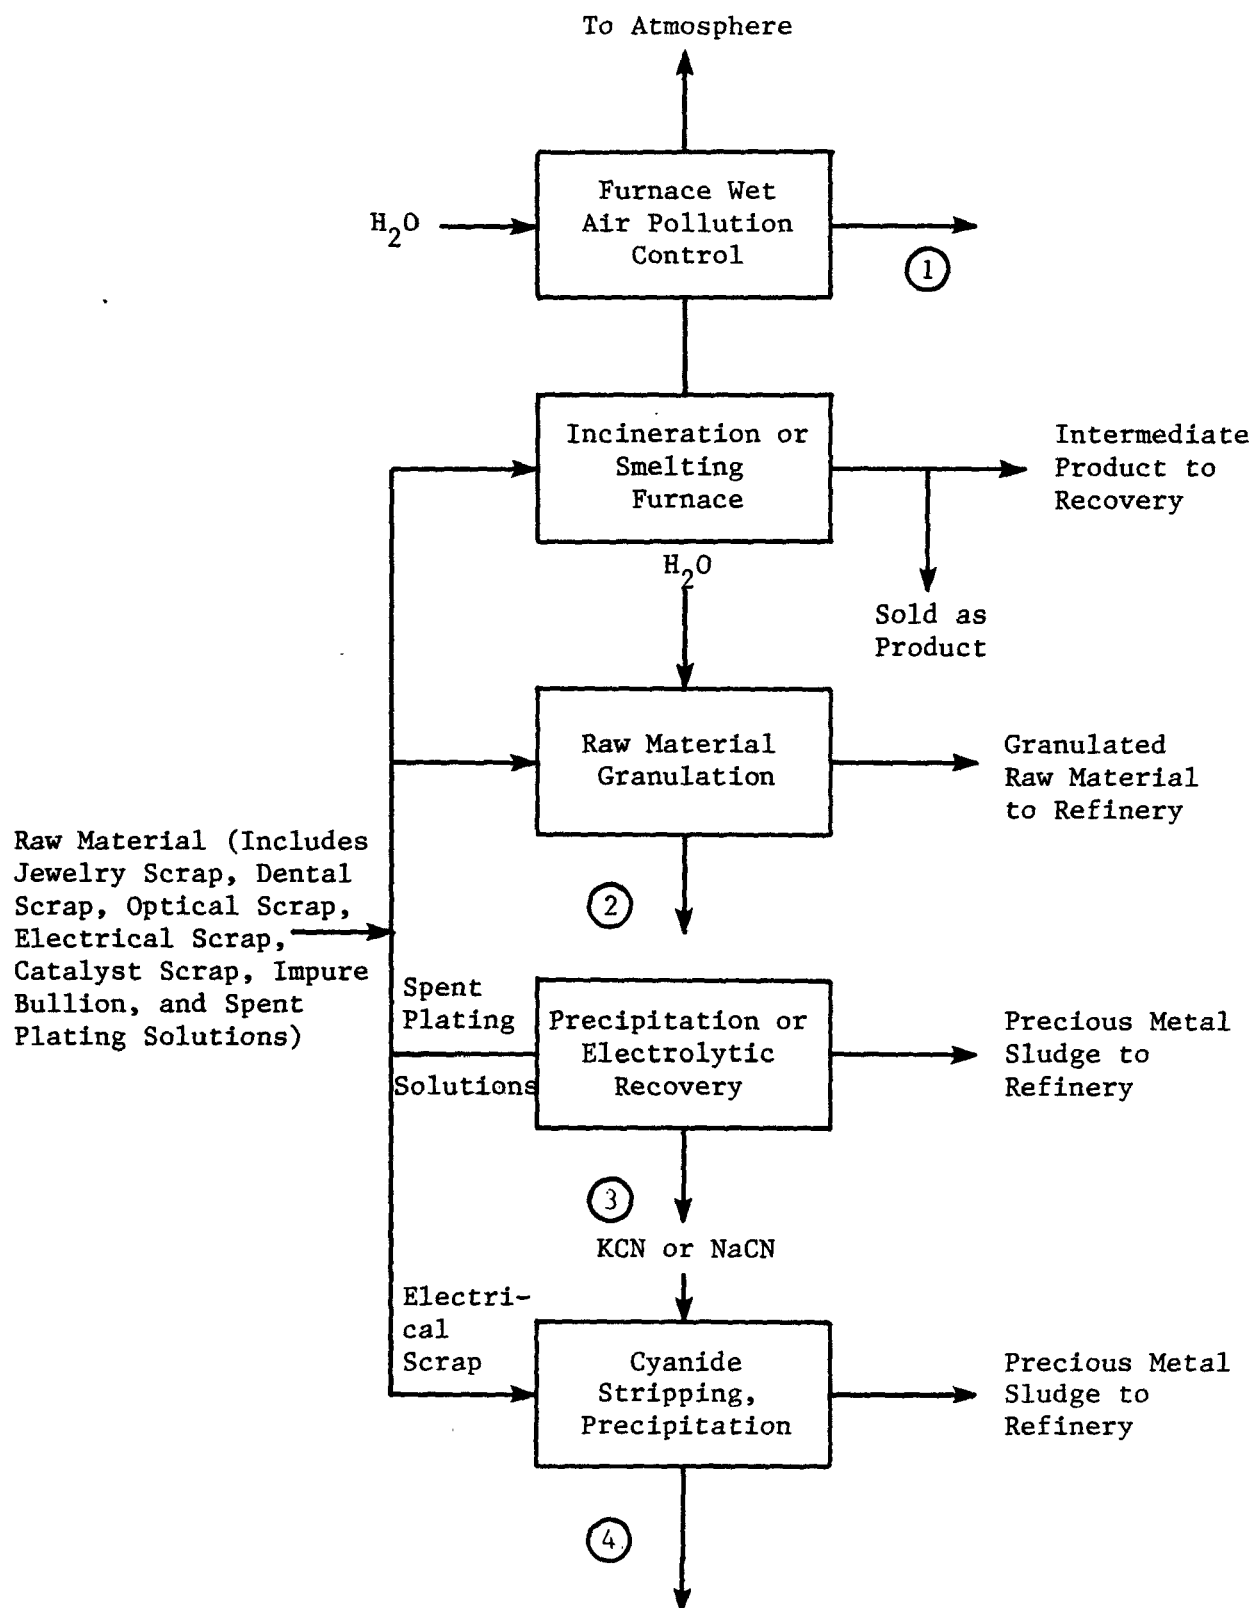 To Atmosphere
Furnace Wet
Air Pollution
Control
H2O
1
Incineration or
Smelting
Furnace
Intermediate
Product to
Recovery
Sold as
Product
H2O
Raw Material
Granulation
Granulated
Raw Material
to Refinery
2
Raw Material (Includes
Jewelry Scrap, Dental
Scrap, Optical Scrap,
Electrical Scrap,
Catalyst Scrap, Impure
Bullion, and Spent
Plating Solutions)
Spent
Plating
Solutions
Precipitation or
Electrolytic
Recovery
Precious Metal
Sludge to
Refinery
3
KCN or NaCN
Electri-
cal
Scrap
Cyanide
Stripping,
Precipitation
Precious Metal
Sludge to
Refinery
4